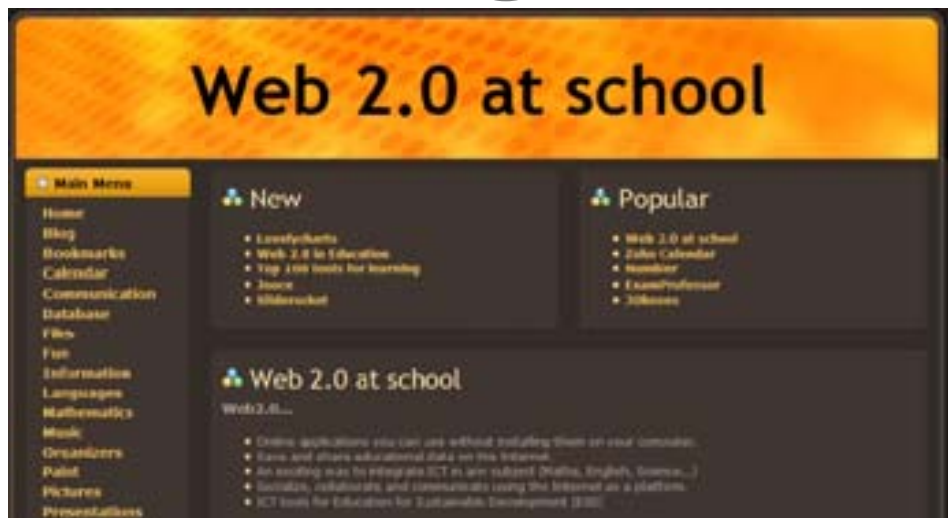 Web 2.0 at school
Main Menu
Home
Blog
Bookmarks
Calendar
Communication
Database
Files
Fun
Information
Languages
Mathematics
Music
Organizers
Paint
Pictures
Presentations
New
Lovelycharts
Web 2.0 in Education
Top 100 tools for learning
Jooce
Sliderocket
Popular
Web 2.0 at school
Zoho Calendar
Numbler
ExamProfessor
30boxes
Web 2.0 at school
Web2.0...
Online applications you can use without installing them on your computer.
Save and share educational data on the Internet.
An exciting way to integrate ICT in any subject (Maths, English, Science...)
Socialize, collaborate and communicate using the Internet as a platform.
ICT tools for Education for Sustainable Development (ESD)